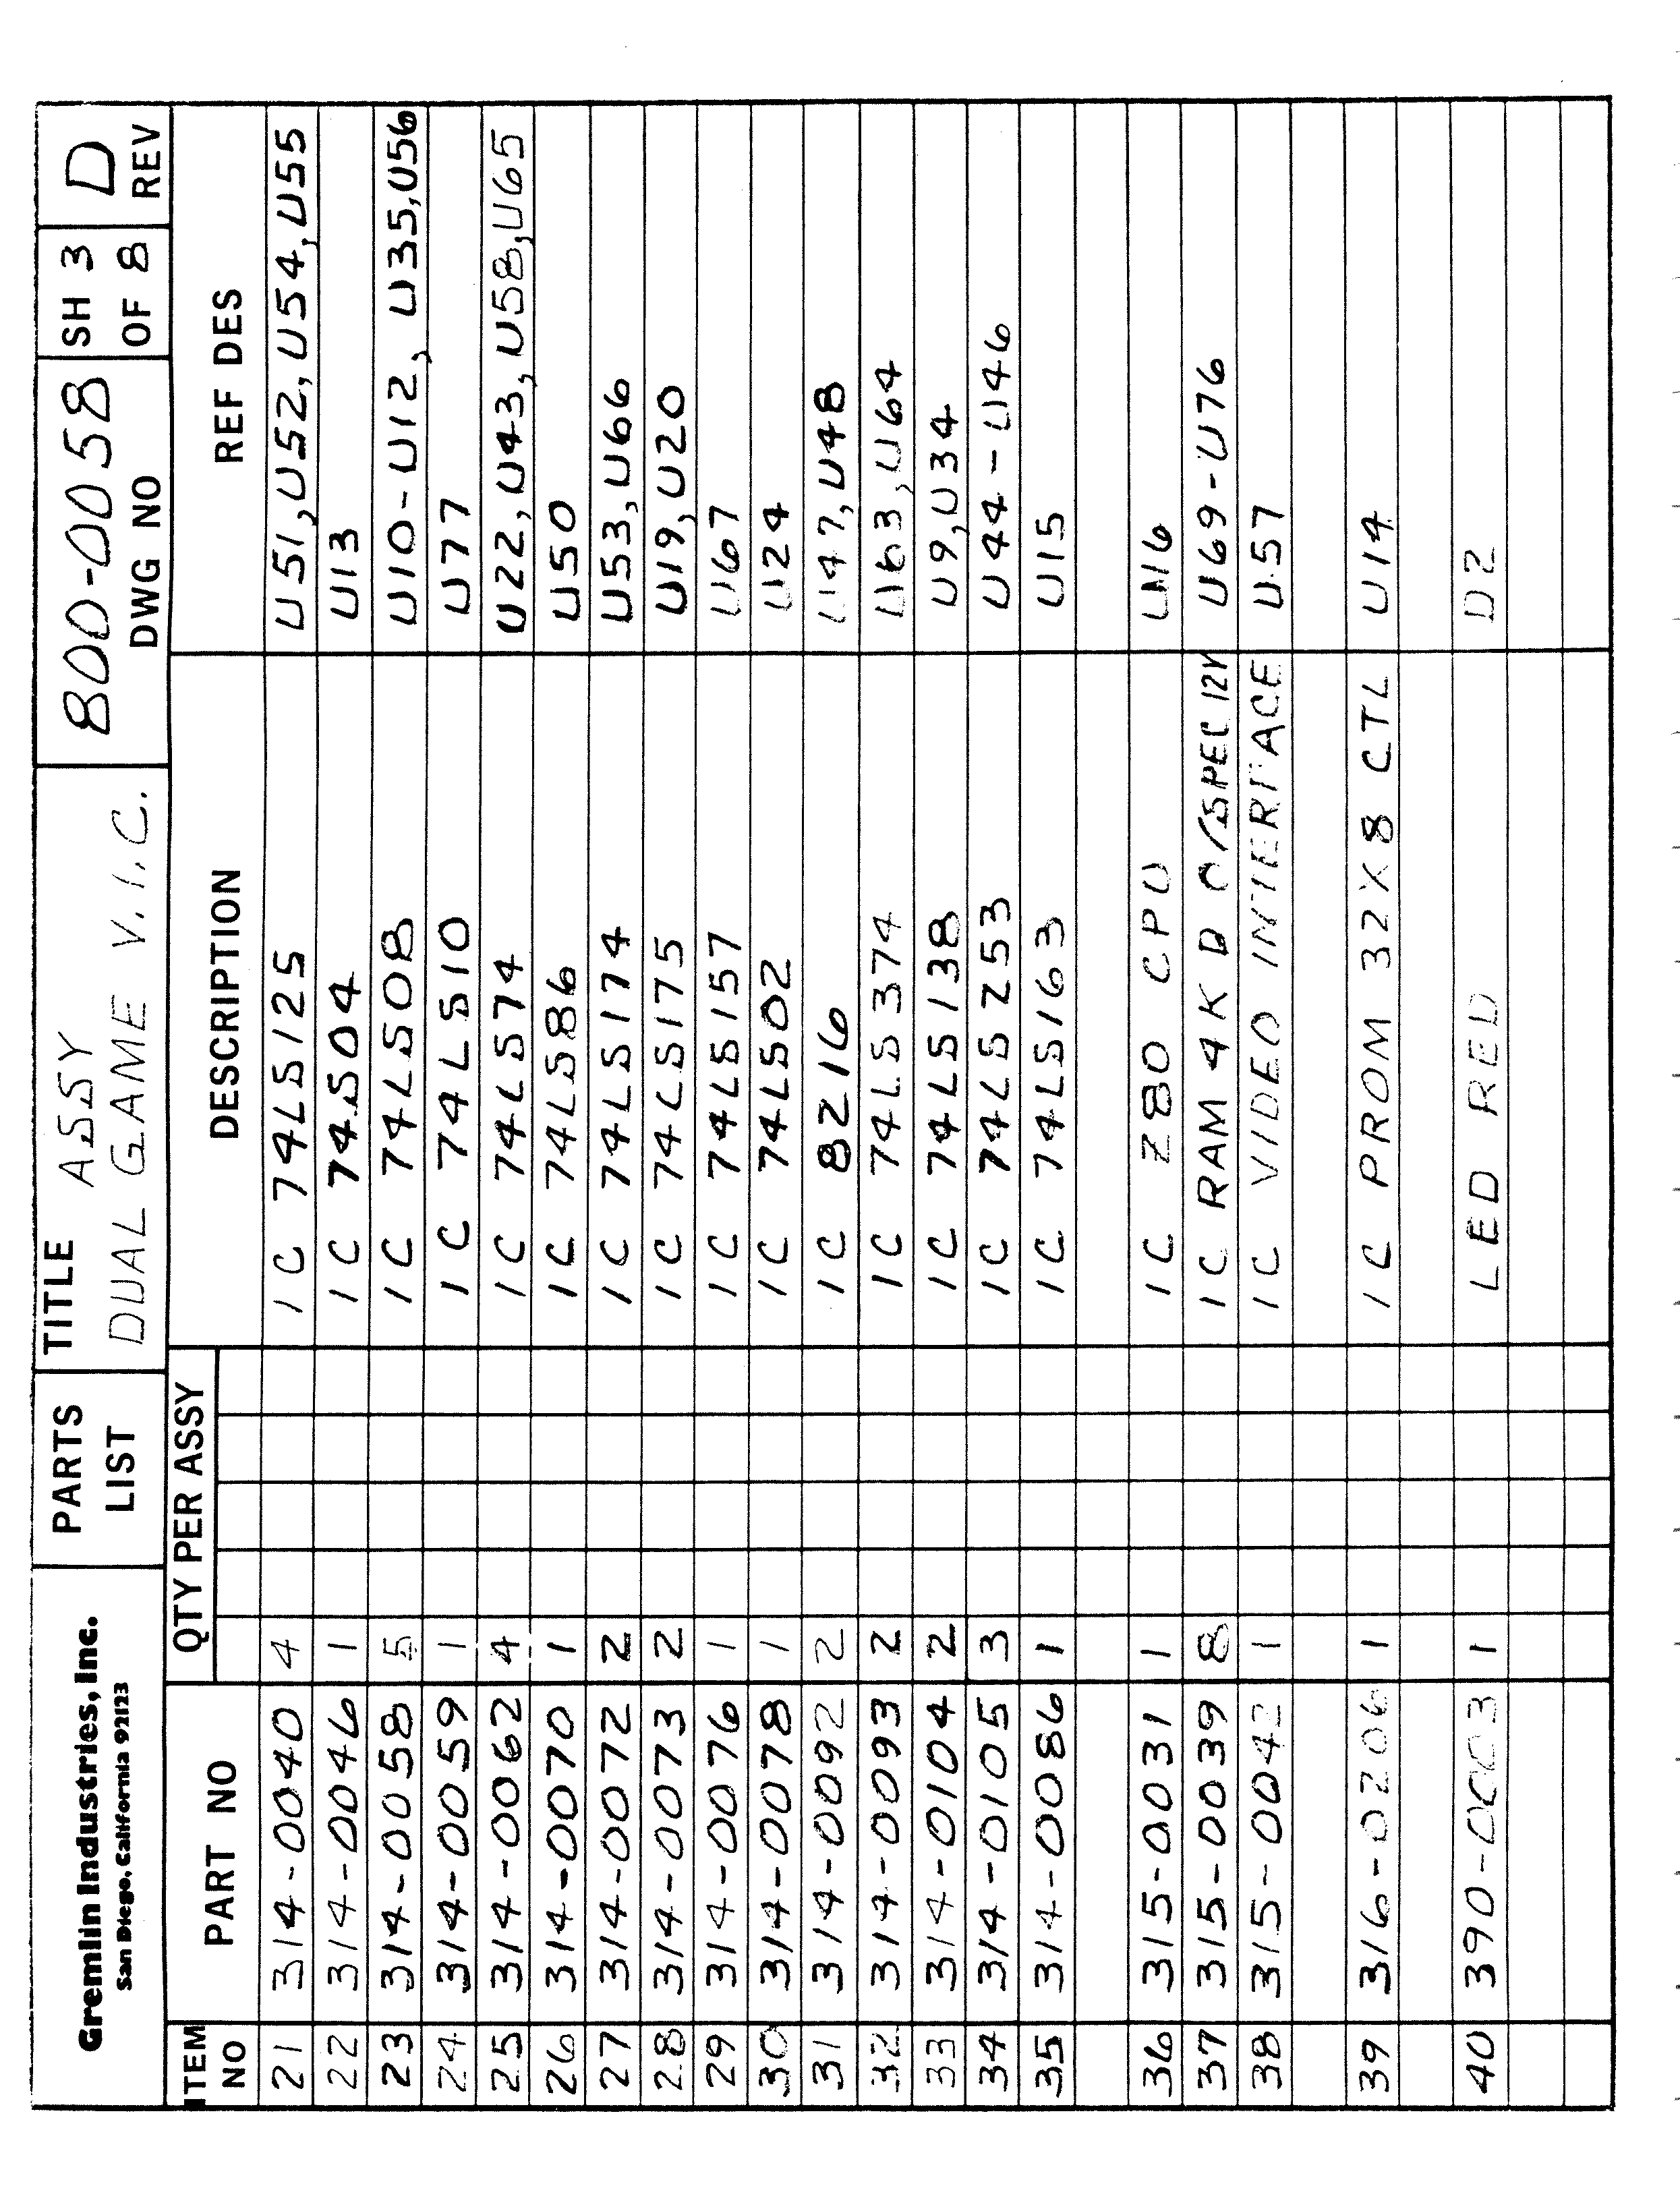 Gremlin Industries, Inc.
San Diego, California 92123
PARTS LIST
TITLE ASSY
DUAL GAME V.I.C.
800-0058
DWG NO
SH 3
OF 8
D
REV
ITEM NO PART NO QTY PER ASSY DESCRIPTION REF DES
21 314-0040 4 IC 74LS125 U51,U52,U54,U55
22 314-0046 1 IC 74S04 U13
23 314-0058 5 IC 74LS08 U10-U12, U35,U56
24 314-0059 1 IC 74LS10 U77
25 314-0062 4 IC 74LS74 U22,U43,U58,U65
26 314-0070 1 IC 74LS86 U50
27 314-0072 2 IC 74LS174 U53,U66
28 314-0073 2 IC 74LS175 U19,U20
29 314-0076 1 IC 74LS157 U67
30 314-0078 1 IC 74LS02 U24
31 314-0092 2 IC 8216 U47,U48
32 314-0093 2 IC 74LS374 U63,U64
33 314-0104 2 IC 74LS138 U9,U34
34 314-0105 3 IC 74LS253 U44-U46
35 314-0086 1 IC 74LS163 U15
36 315-0031 1 IC Z80 CPU U16
37 315-0039 8 IC RAM 4K D U69-U76
38 315-0042 1 IC VIDEO INTERFACE U57
39 316-0206 1 IC PROM 32X8 CTL U14
40 390-0003 1 LED RED D2